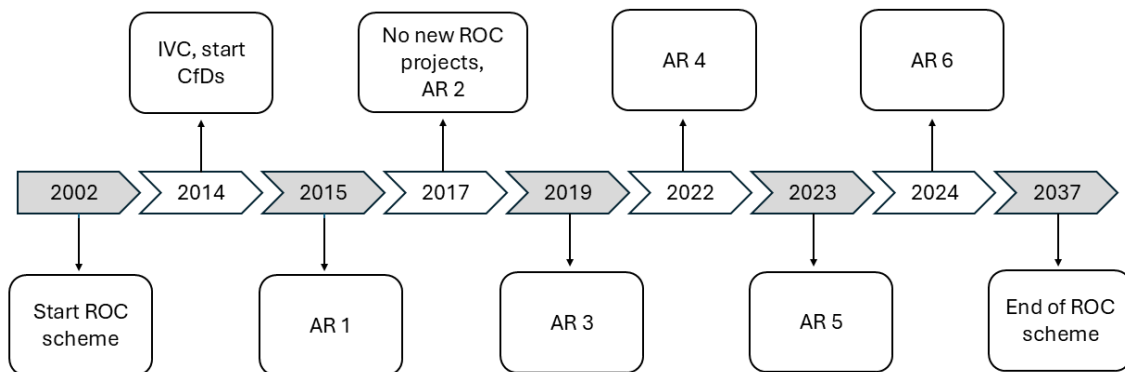 IVC, start
CfDs
No new ROC
projects,
AR 2
AR 4
AR 6
2002
2014
2015
2017
2019
2022
2023
2024
2037
Start ROC
scheme
AR 1
AR 3
AR 5
End of ROC
scheme